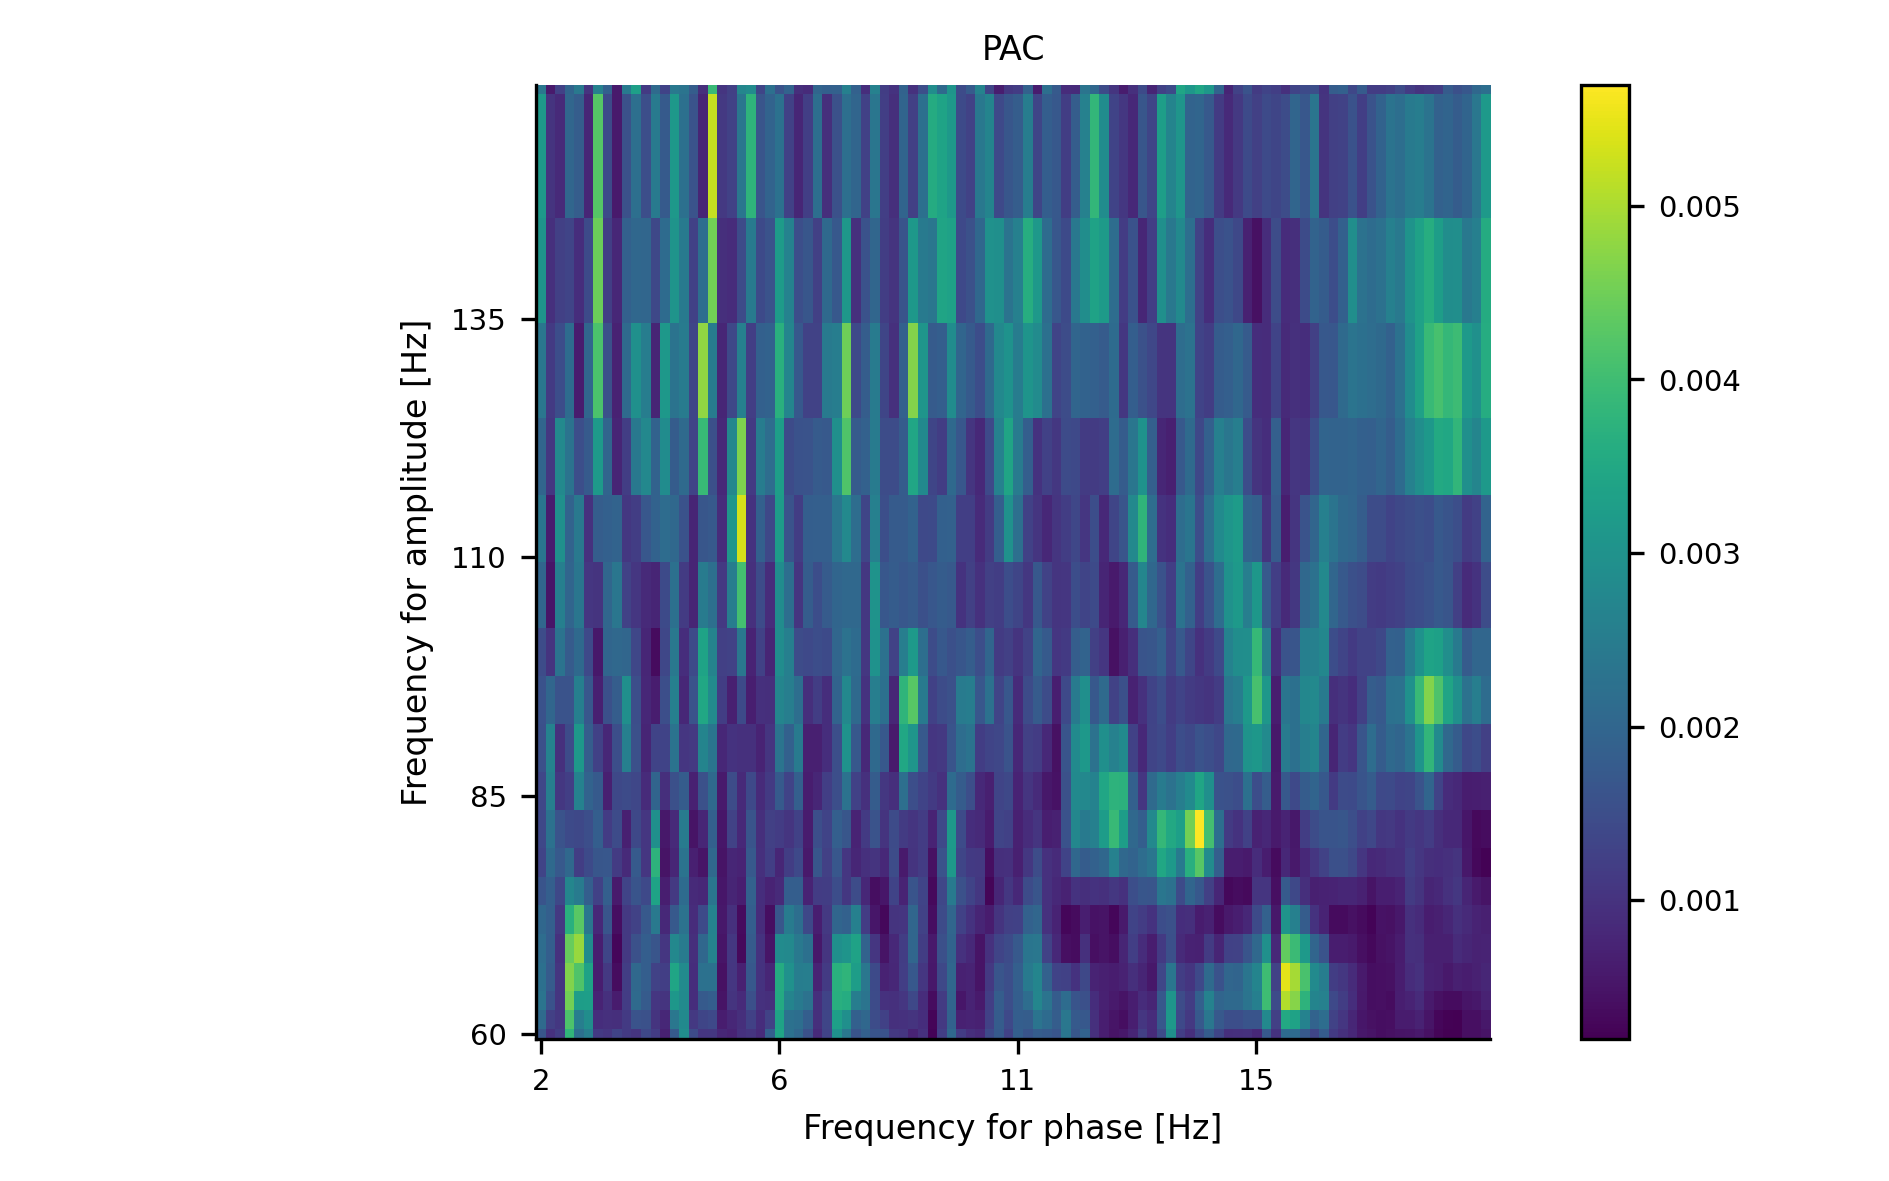 PAC
Frequency for amplitude [Hz]
135
110
85
60
2 6 11 15
Frequency for phase [Hz]
0.005
0.004
0.003
0.002
0.001